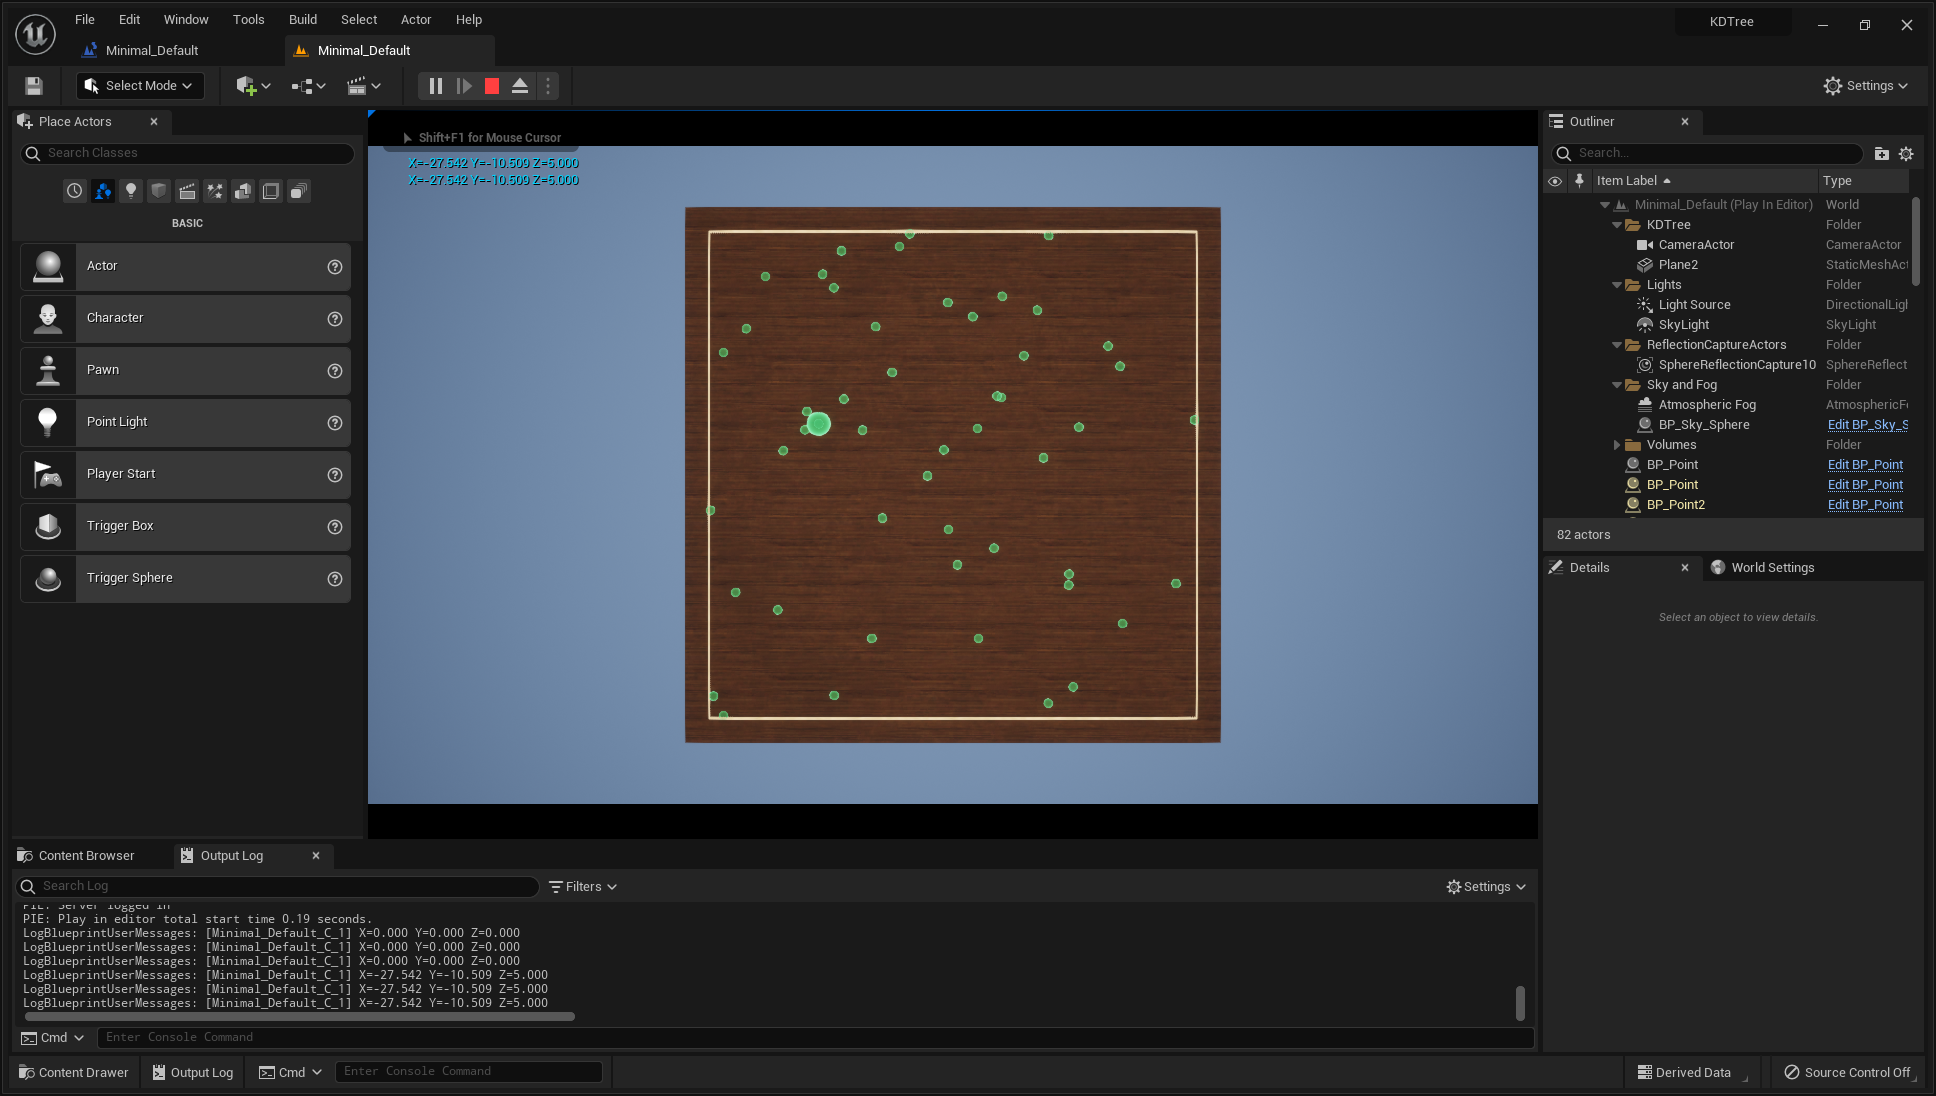 File Edit Window Tools Build Select Actor Help
KDTree
Minimal_Default
Minimal_Default
Select Mode
Settings
Place Actors
Search Classes
BASIC
Actor
Character
Pawn
Point Light
Player Start
Trigger Box
Trigger Sphere
Shift+F1 for Mouse Cursor
X=-27.542 Y=-10.509 Z=5.000
X=-27.542 Y=-10.509 Z=5.000
Outliner
Search...
Item Label Type
Minimal_Default (Play In Editor) World
KDTree Folder
CameraActor CameraActor
Plane2 StaticMeshAct
Lights Folder
Light Source DirectionalLigh
SkyLight SkyLight
ReflectionCaptureActors Folder
SphereReflectionCapture10 SphereReflect
Sky and Fog Folder
Atmospheric Fog AtmosphericF
BP_Sky_Sphere Edit BP_Sky_S
Volumes Folder
BP_Point Edit BP_Point
BP_Point Edit BP_Point
BP_Point2 Edit BP_Point
82 actors
Details
World Settings
Select an object to view details.
Content Browser
Output Log
Search Log
Filters
Settings
PIE: Server logged in
PIE: Play in editor total start time 0.19 seconds.
LogBlueprintUserMessages: [Minimal_Default_C_1] X=0.000 Y=0.000 Z=0.000
LogBlueprintUserMessages: [Minimal_Default_C_1] X=0.000 Y=0.000 Z=0.000
LogBlueprintUserMessages: [Minimal_Default_C_1] X=0.000 Y=0.000 Z=0.000
LogBlueprintUserMessages: [Minimal_Default_C_1] X=-27.542 Y=-10.509 Z=5.000
LogBlueprintUserMessages: [Minimal_Default_C_1] X=-27.542 Y=-10.509 Z=5.000
LogBlueprintUserMessages: [Minimal_Default_C_1] X=-27.542 Y=-10.509 Z=5.000
Cmd
Enter Console Command
Content Drawer
Output Log
Cmd
Enter Console Command
Derived Data
Source Control Off